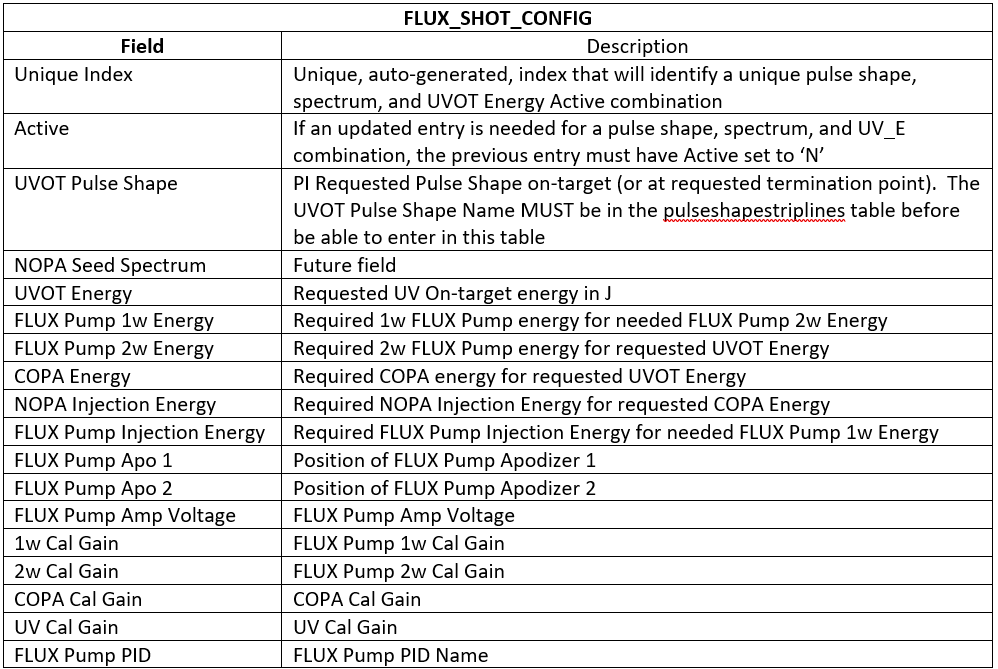 FLUX_SHOT_CONFIG
Field Description
Unique Index Unique, auto-generated, index that will identify a unique pulse shape,
spectrum, and UVOT Energy Active combination
Active If an updated entry is needed for a pulse shape, spectrum, and UV_E
combination, the previous entry must have Active set to ‘N’
UVOT Pulse Shape PI Requested Pulse Shape on-target (or at requested termination point).  The
UVOT Pulse Shape Name MUST be in the pulseshapestriplines table before
be able to enter in this table
NOPA Seed Spectrum Future field
UVOT Energy Requested UV On-target energy in J
FLUX Pump 1w Energy Required 1w FLUX Pump energy for needed FLUX Pump 2w Energy
FLUX Pump 2w Energy Required 2w FLUX Pump energy for requested UVOT Energy
COPA Energy Required COPA energy for requested UVOT Energy
NOPA Injection Energy Required NOPA Injection Energy for requested COPA Energy
FLUX Pump Injection Energy Required FLUX Pump Injection Energy for needed FLUX Pump 1w Energy
FLUX Pump Apo 1 Position of FLUX Pump Apodizer 1
FLUX Pump Apo 2 Position of FLUX Pump Apodizer 2
FLUX Pump Amp Voltage FLUX Pump Amp Voltage
1w Cal Gain FLUX Pump 1w Cal Gain
2w Cal Gain FLUX Pump 2w Cal Gain
COPA Cal Gain COPA Cal Gain
UV Cal Gain UV Cal Gain
FLUX Pump PID FLUX Pump PID Name